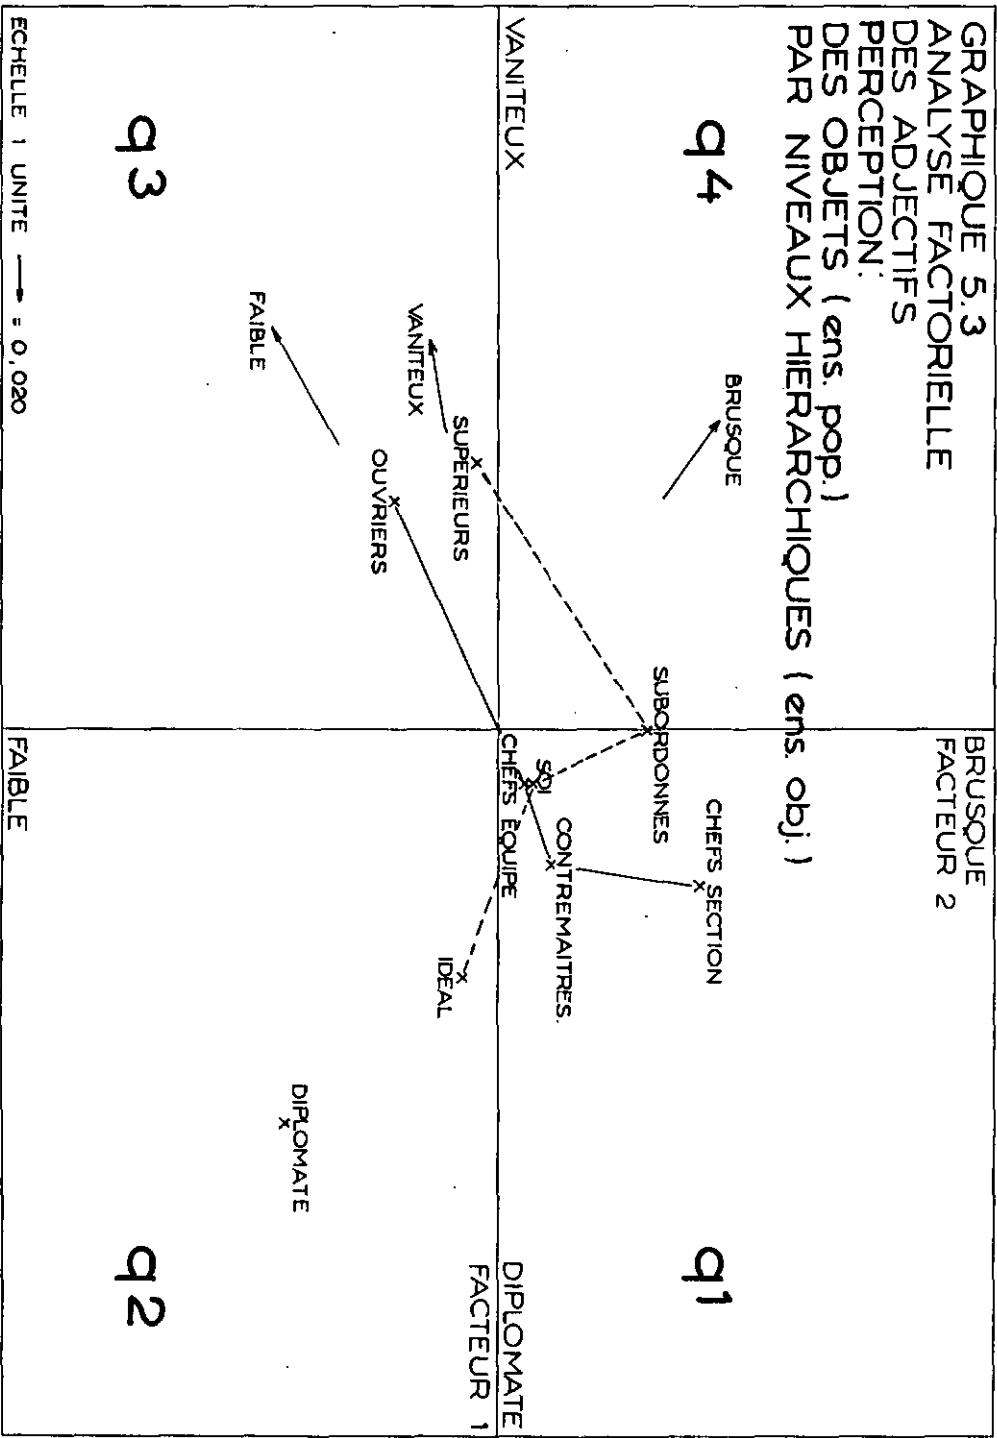 GRAPHIQUE 5.3
ANALYSE FACTORIELLE
DES ADJECTIFS
PERCEPTION:
DES OBJETS (ens. pop.)
PAR NIVEAUX HIERARCHIQUES (ens. obj.)
BRUSQUE
FACTEUR 2
q4
q1
BRUSQUE
CHEFS SECTION
SUBORDONNES
CONTREMAITRES.
SOI
CHEFS EQUIPE
VANITEUX
DIPLOMATE
FACTEUR 1
SUPERIEURS
VANITEUX
OUVRIERS
IDEAL
FAIBLE
DIPLOMATE
q3
q2
FAIBLE
ECHELLE 1 UNITE → = 0,020